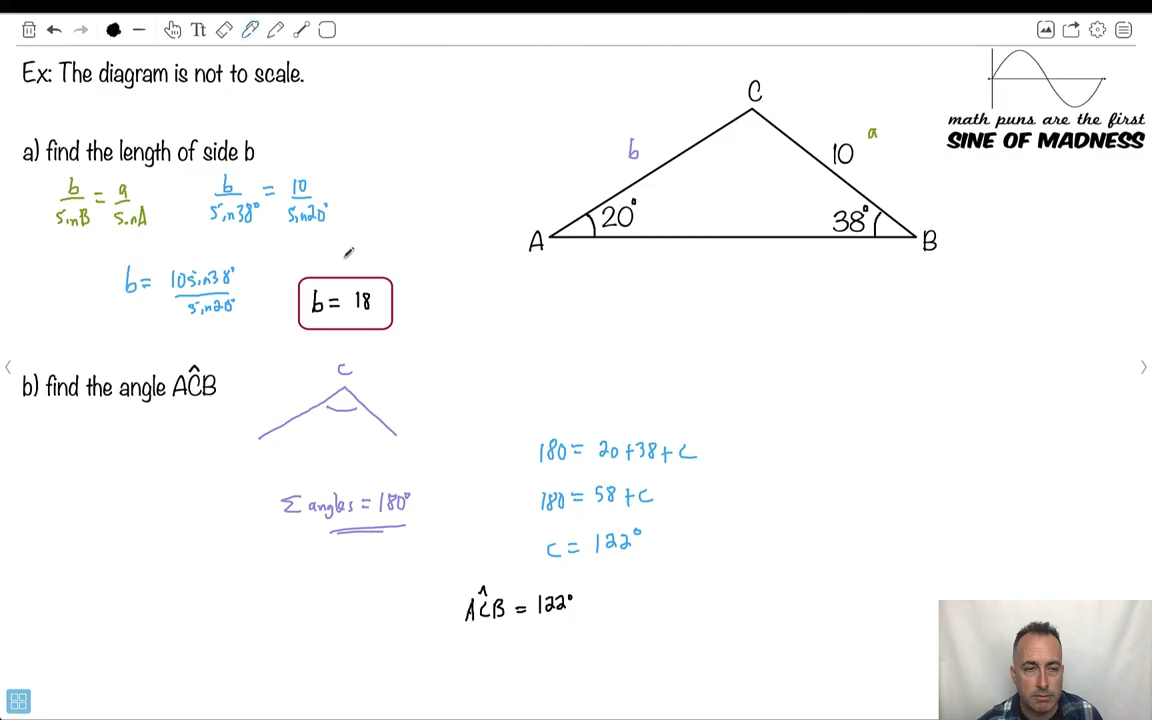 Tt
Ex: The diagram is not to scale.
math puns are the first
SINE OF MADNESS
C
b
10
a
20°
38°
A
B
a) find the length of side b
b/sinB = a/sinA
b/sin38° = 10/sin20°
b = 10sin38°/sin20°
b = 18
b) find the angle AĈB
C
Σ angles = 180°
180 = 20+38+C
180 = 58+C
C = 122°
AĈB = 122°